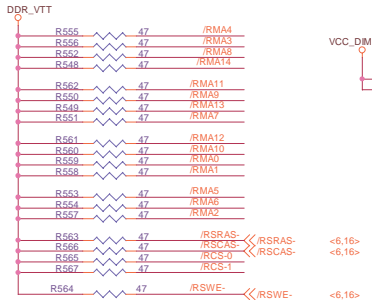 DDR_VTT
VCC_DIM
R555 47 /RMA4
R556 47 /RMA3
R552 47 /RMA8
R548 47 /RMA14
R562 47 /RMA11
R550 47 /RMA9
R549 47 /RMA13
R551 47 /RMA7
R561 47 /RMA12
R560 47 /RMA10
R559 47 /RMA0
R558 47 /RMA1
R553 47 /RMA5
R554 47 /RMA6
R557 47 /RMA2
R563 47 /RSRAS- /RSRAS- <6,16>
R566 47 /RSCAS- /RSCAS- <6,16>
R565 47 /RCS-0
R567 47 /RCS-1
R564 47 /RSWE- /RSWE- <6,16>